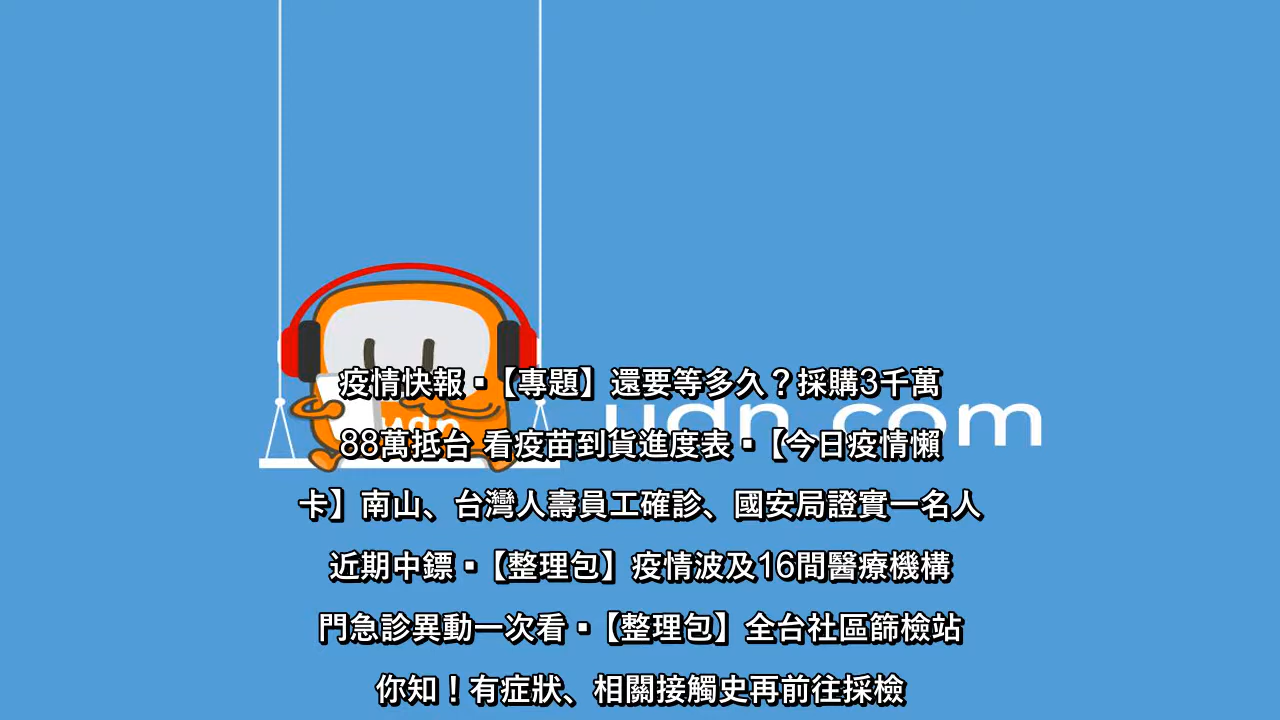 疫情快報▪【專題】還要等多久？採購3千萬
udn.com
udn
88萬抵台 看疫苗到貨進度表▪【今日疫情懶
卡】南山、台灣人壽員工確診、國安局證實一名人
近期中鏢▪【整理包】疫情波及16間醫療機構
門急診異動一次看▪【整理包】全台社區篩檢站
你知！有症狀、相關接觸史再前往採檢